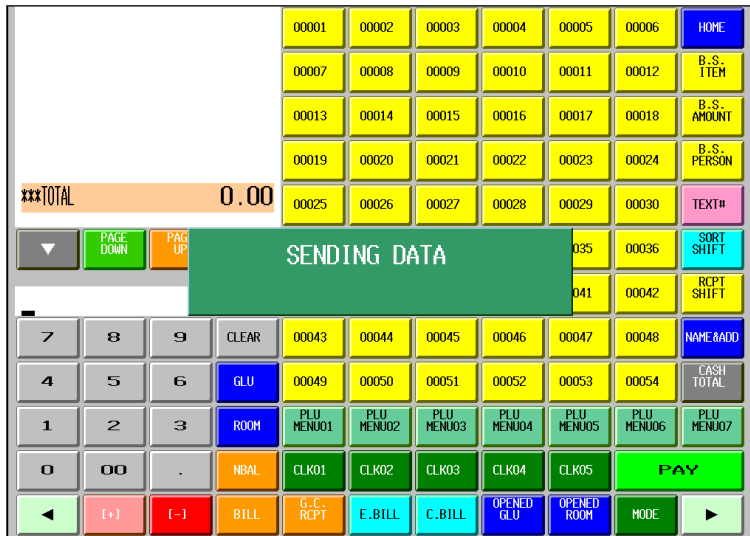 00001 00002 00003 00004 00005 00006 HOME
00007 00008 00009 00010 00011 00012 B.S. ITEM
00013 00014 00015 00016 00017 00018 B.S. AMOUNT
00019 00020 00021 00022 00023 00024 B.S. PERSON
***TOTAL 0.00 00025 00026 00027 00028 00029 00030 TEXT#
▼ PAGE DOWN PAG UP SENDING DATA 035 00036 SORT SHIFT
041 00042 RCPT SHIFT
7 8 9 CLEAR 00043 00044 00045 00046 00047 00048 NAME&ADD
4 5 6 GLU 00049 00050 00051 00052 00053 00054 CASH TOTAL
1 2 3 ROOM PLU MENU01 PLU MENU02 PLU MENU03 PLU MENU04 PLU MENU05 PLU MENU06 PLU MENU07
0 00 . NBAL CLK01 CLK02 CLK03 CLK04 CLK05 PAY
◄ [+] [-] BILL G.C. RCPT E.BILL C.BILL OPENED GLU OPENED ROOM MODE ►